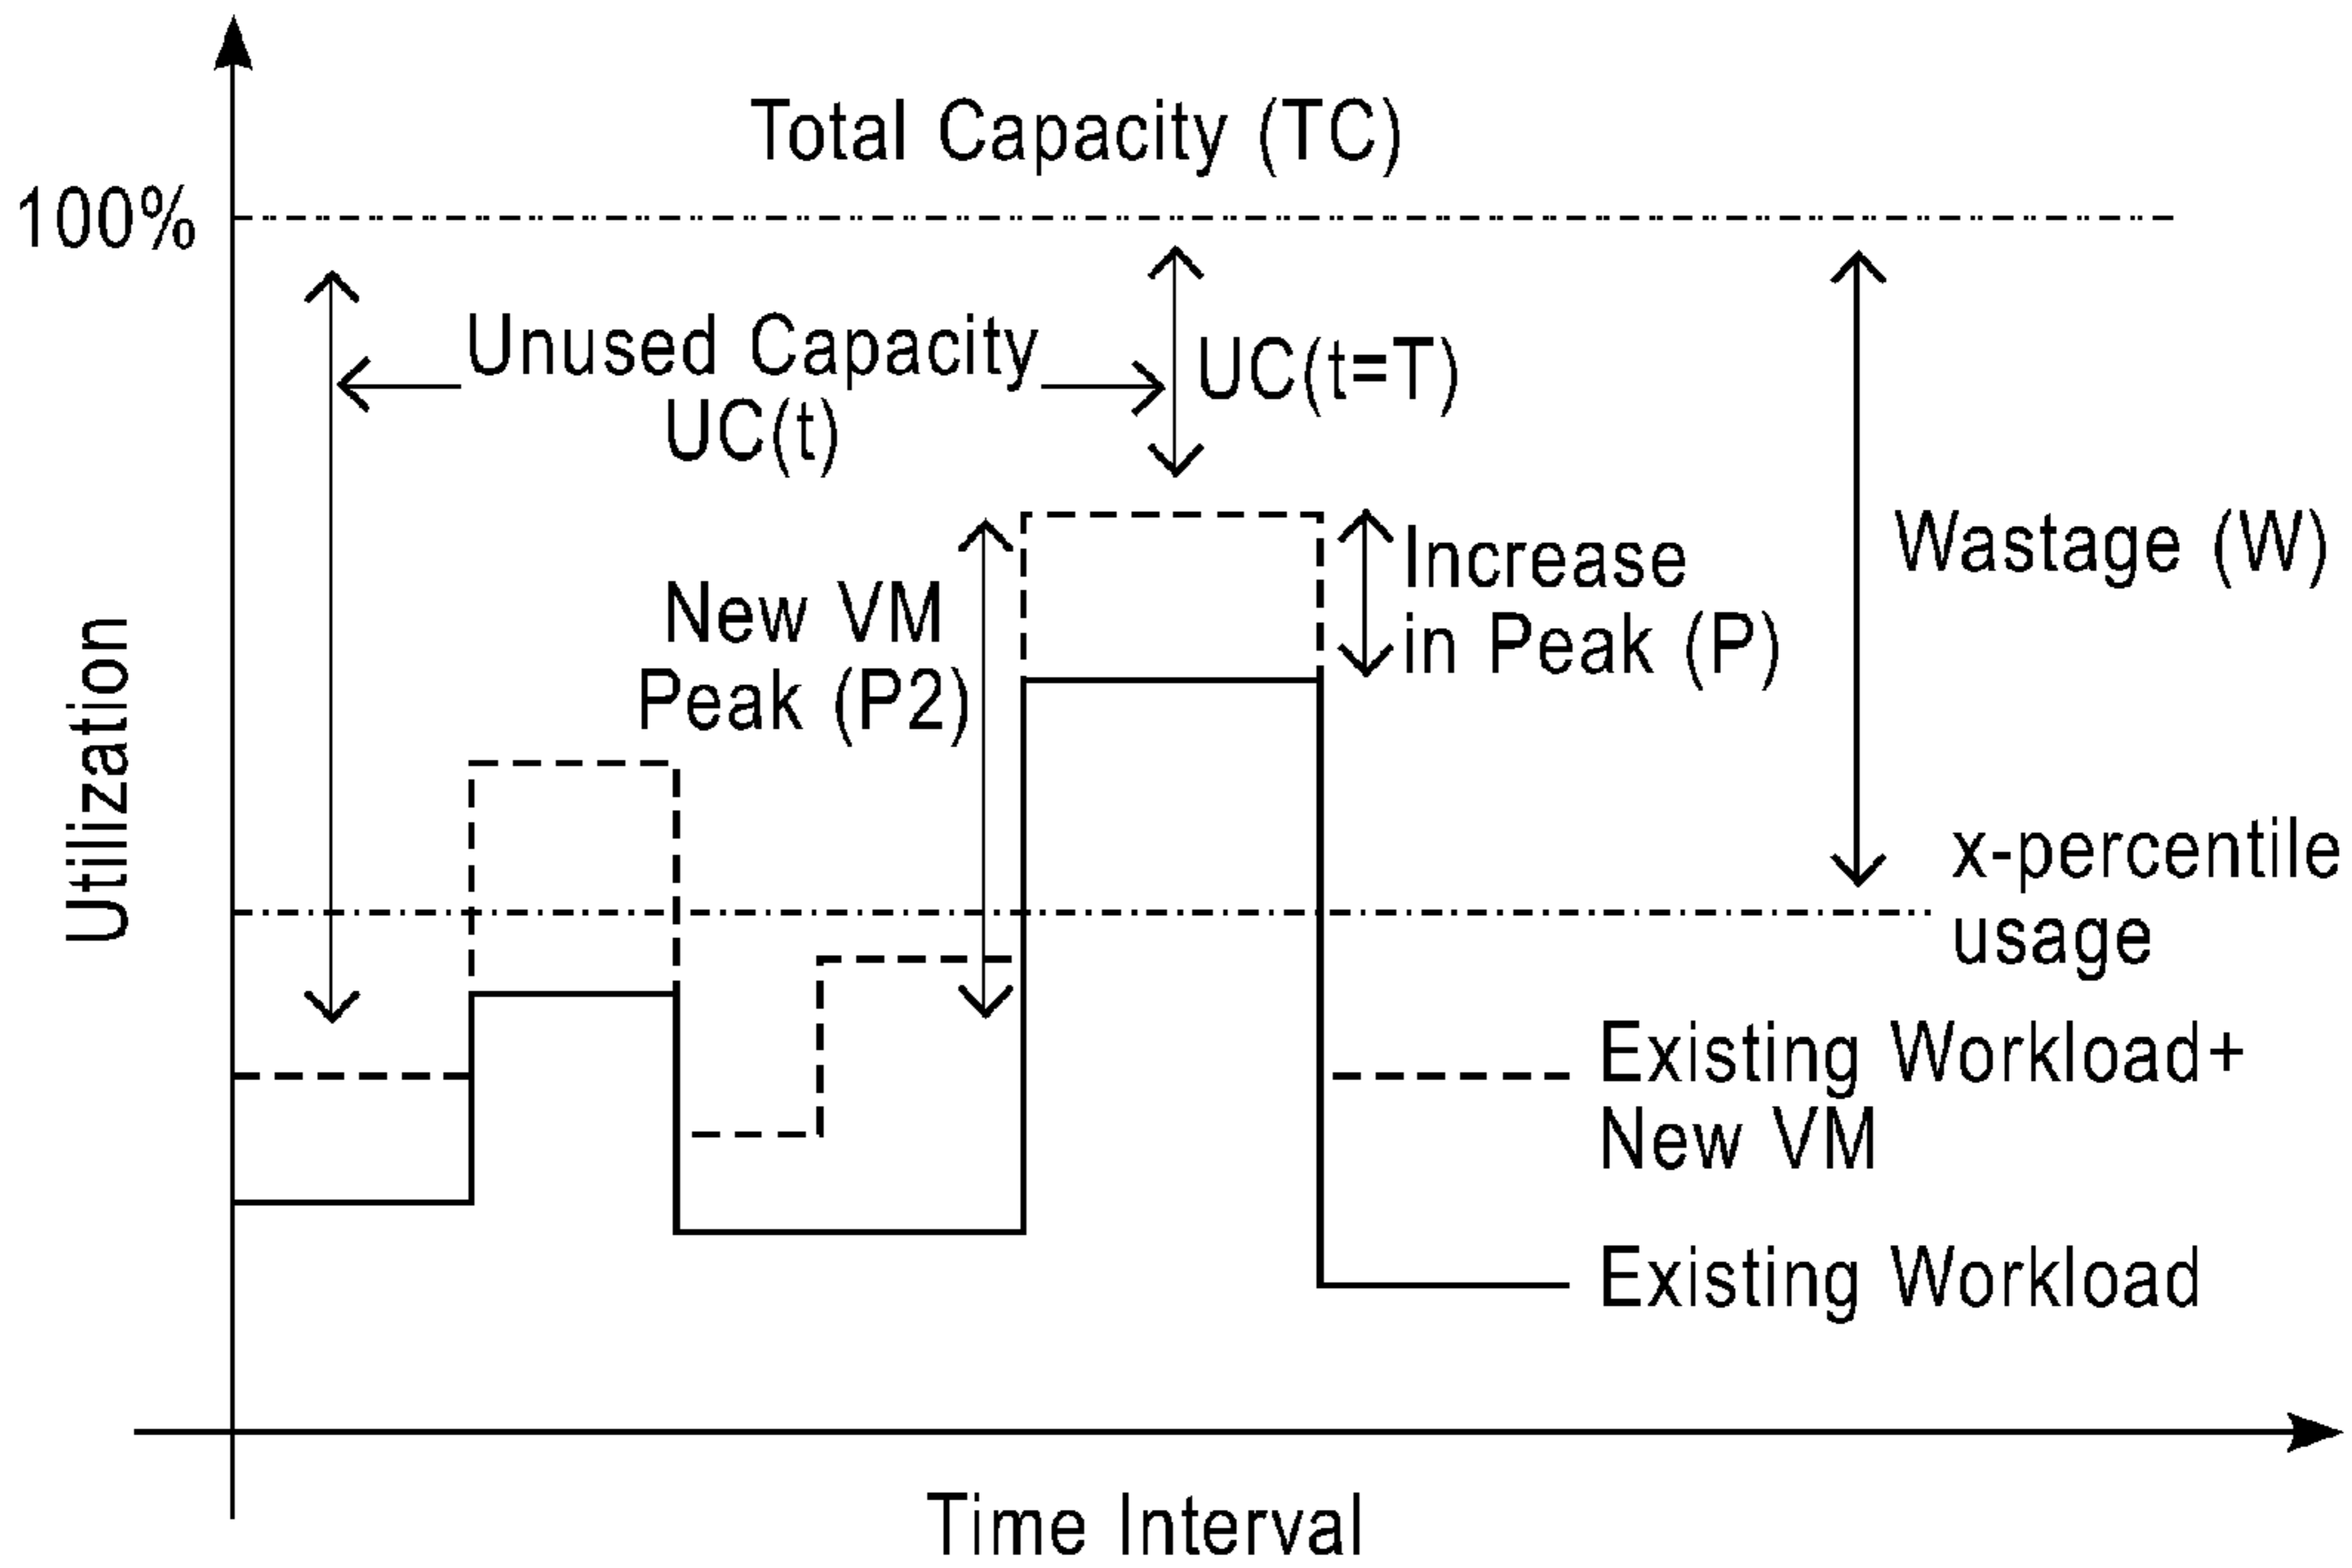 Total Capacity (TC)
100%
Unused Capacity
UC(t)
UC(t=T)
New VM
Peak (P2)
Increase
in Peak (P)
Wastage (W)
Utilization
x-percentile
usage
Existing Workload+
New VM
Existing Workload
Time Interval